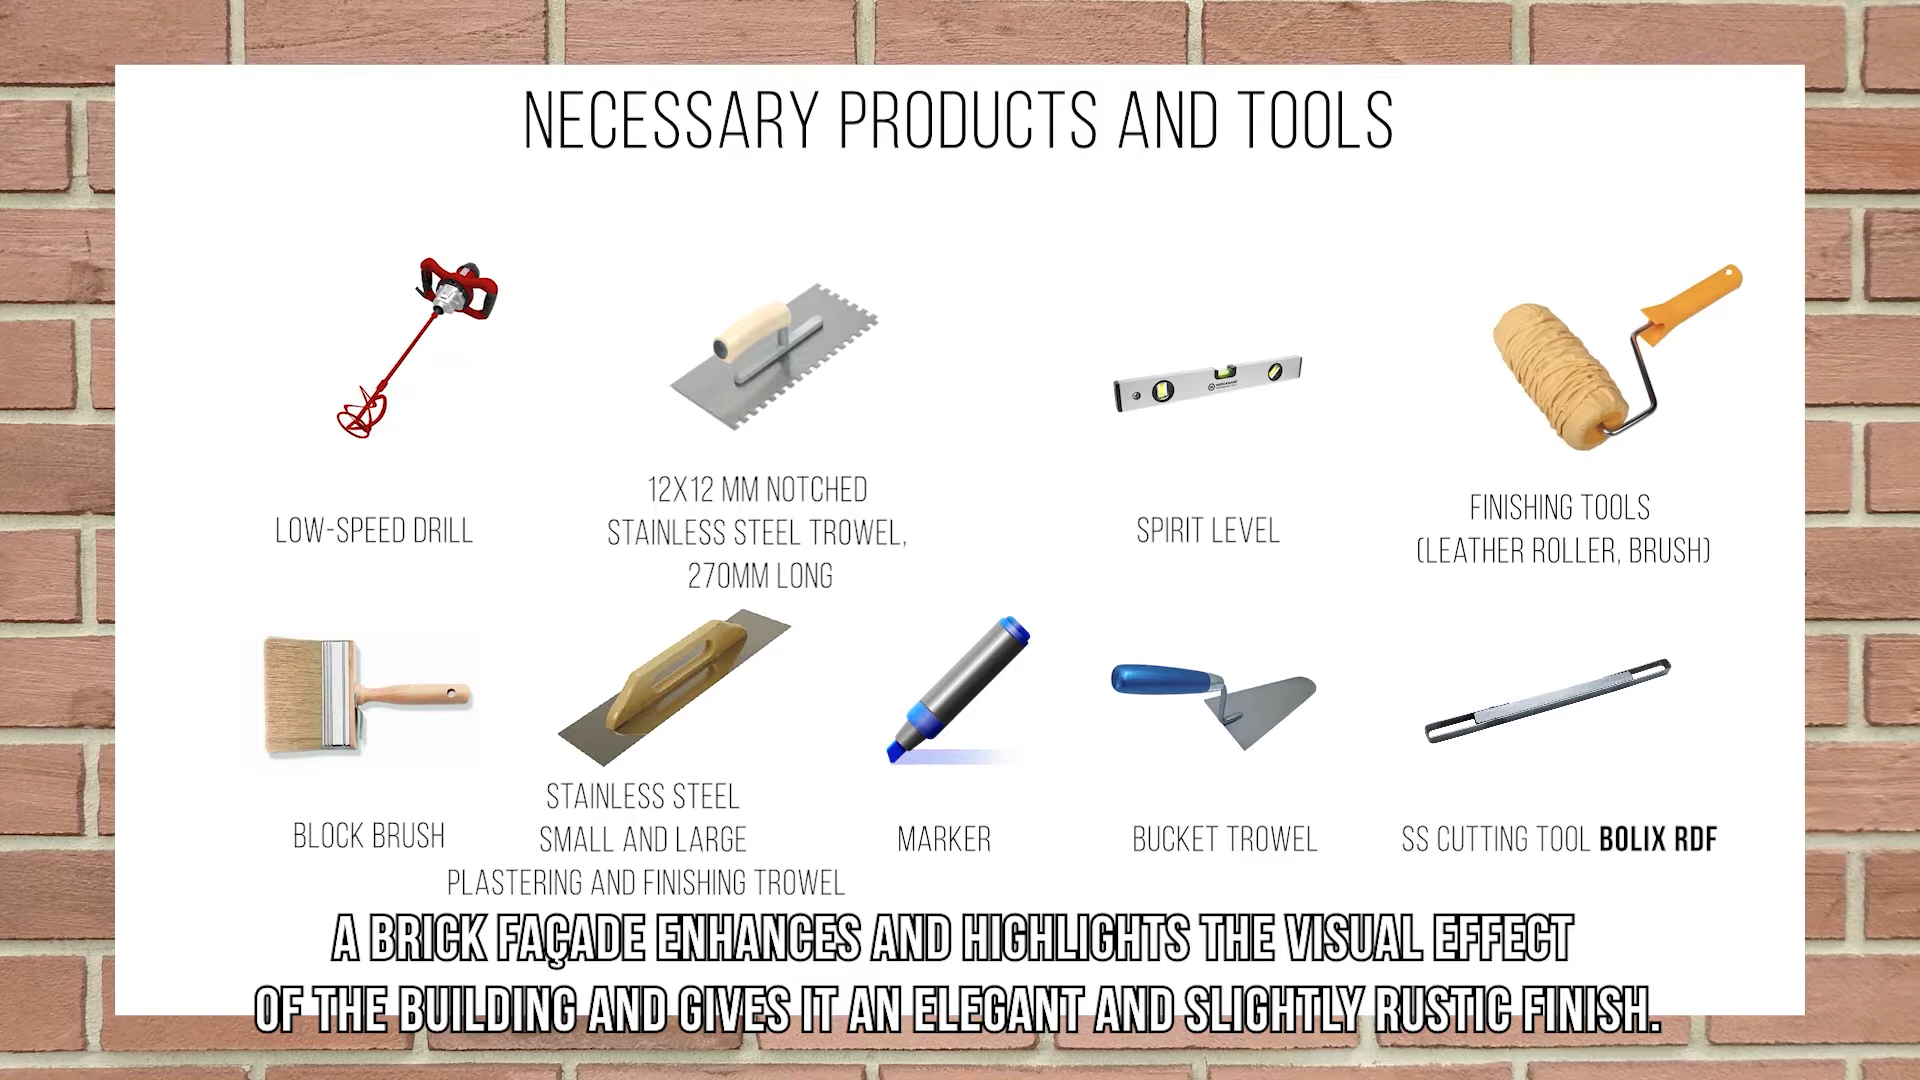 NECESSARY PRODUCTS AND TOOLS
LOW-SPEED DRILL
12X12 MM NOTCHED
STAINLESS STEEL TROWEL,
270MM LONG
SPIRIT LEVEL
FINISHING TOOLS
(LEATHER ROLLER, BRUSH)
BLOCK BRUSH
STAINLESS STEEL
SMALL AND LARGE
PLASTERING AND FINISHING TROWEL
MARKER
BUCKET TROWEL
SS CUTTING TOOL BOLIX RDF
A BRICK FAÇADE ENHANCES AND HIGHLIGHTS THE VISUAL EFFECT
OF THE BUILDING AND GIVES IT AN ELEGANT AND SLIGHTLY RUSTIC FINISH.